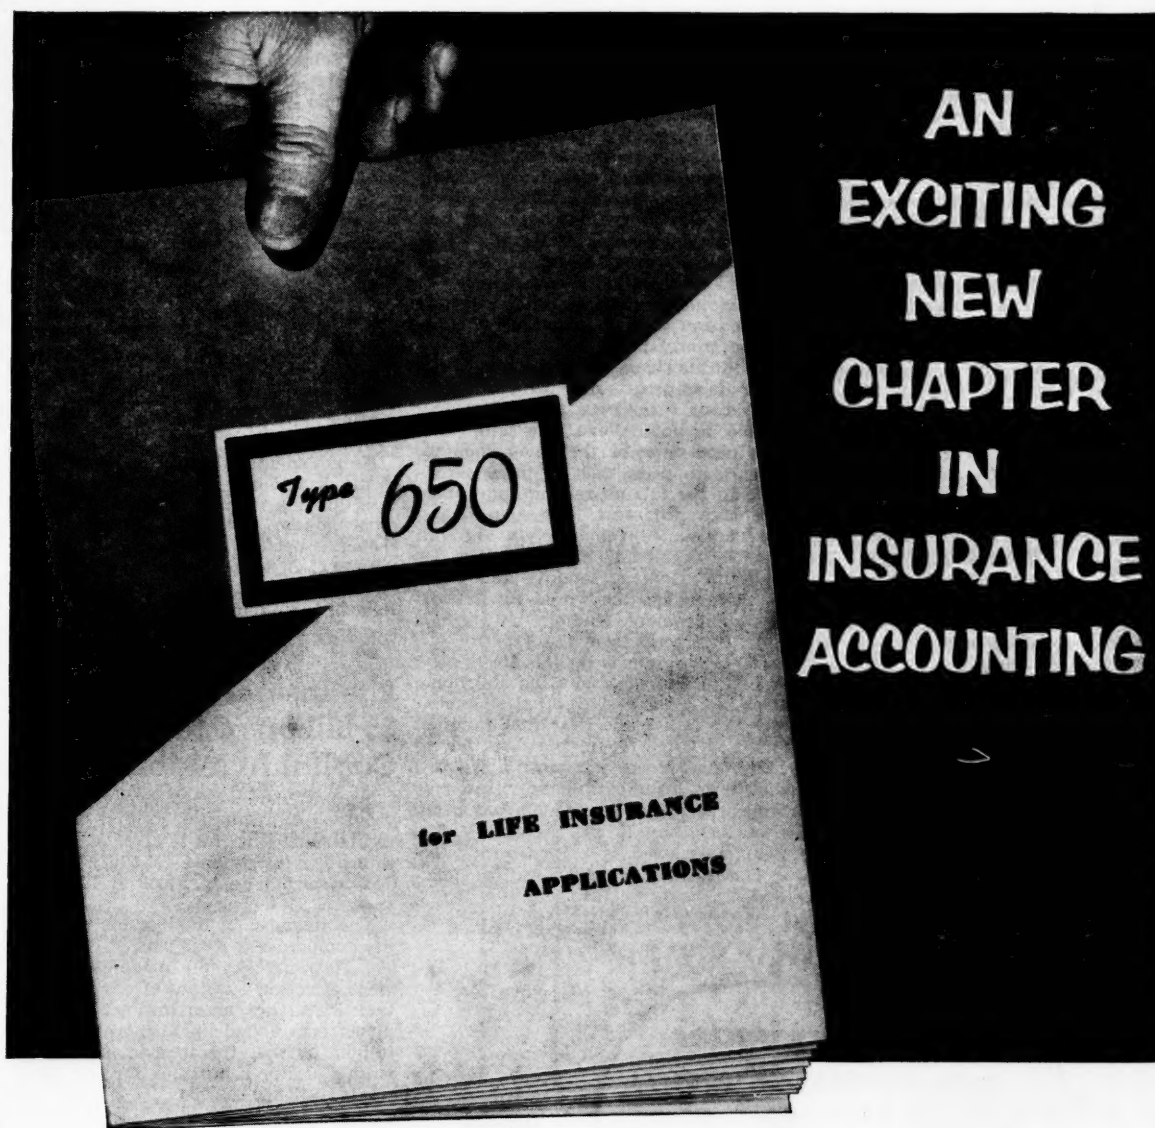 AN
EXCITING
NEW
CHAPTER
IN
INSURANCE
ACCOUNTING
Type 650
for LIFE INSURANCE
APPLICATIONS